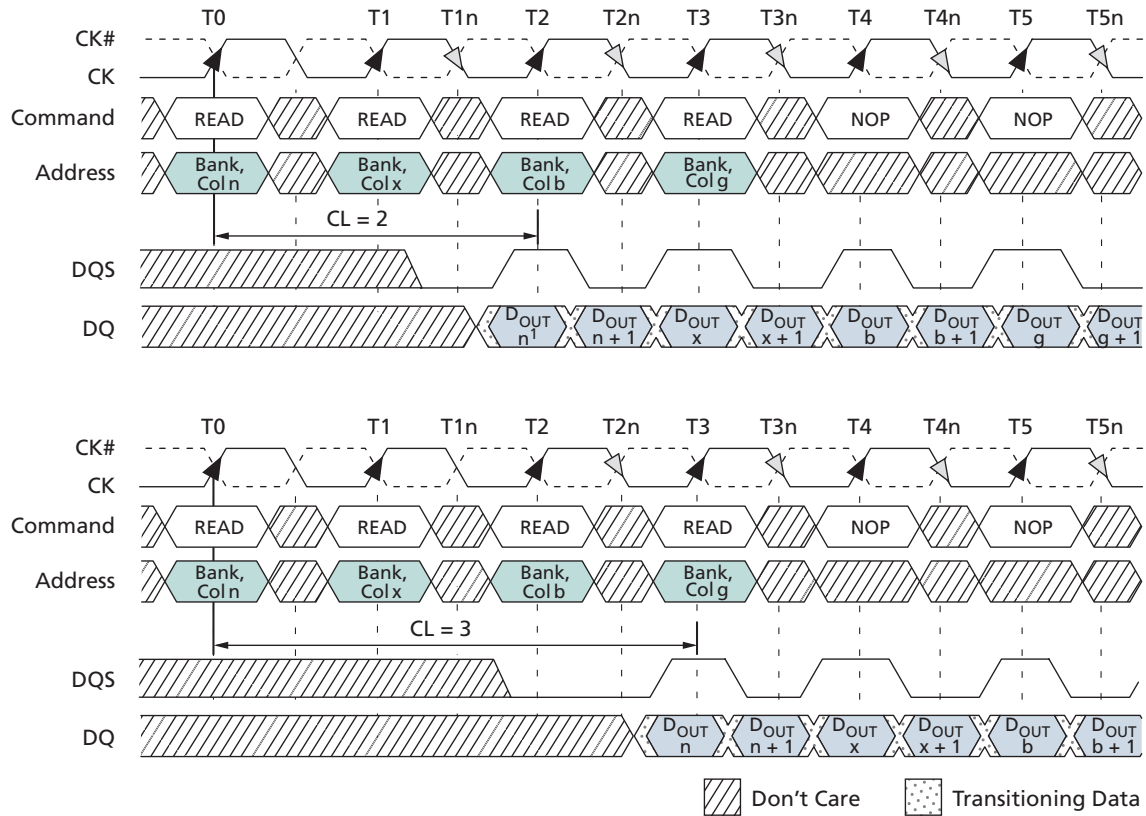 T0 T1 T1n T2 T2n T3 T3n T4 T4n T5 T5n
CK#
CK
Command READ READ READ READ NOP NOP
Address Bank, Col n Bank, Col x Bank, Col b Bank, Col g
CL = 2
DQS
DQ DOUT n1 DOUT n + 1 DOUT x DOUT x + 1 DOUT b DOUT b + 1 DOUT g DOUT g + 1
T0 T1 T1n T2 T2n T3 T3n T4 T4n T5 T5n
CK#
CK
Command READ READ READ READ NOP NOP
Address Bank, Col n Bank, Col x Bank, Col b Bank, Col g
CL = 3
DQS
DQ DOUT n DOUT n + 1 DOUT x DOUT x + 1 DOUT b DOUT b + 1
Don't Care Transitioning Data